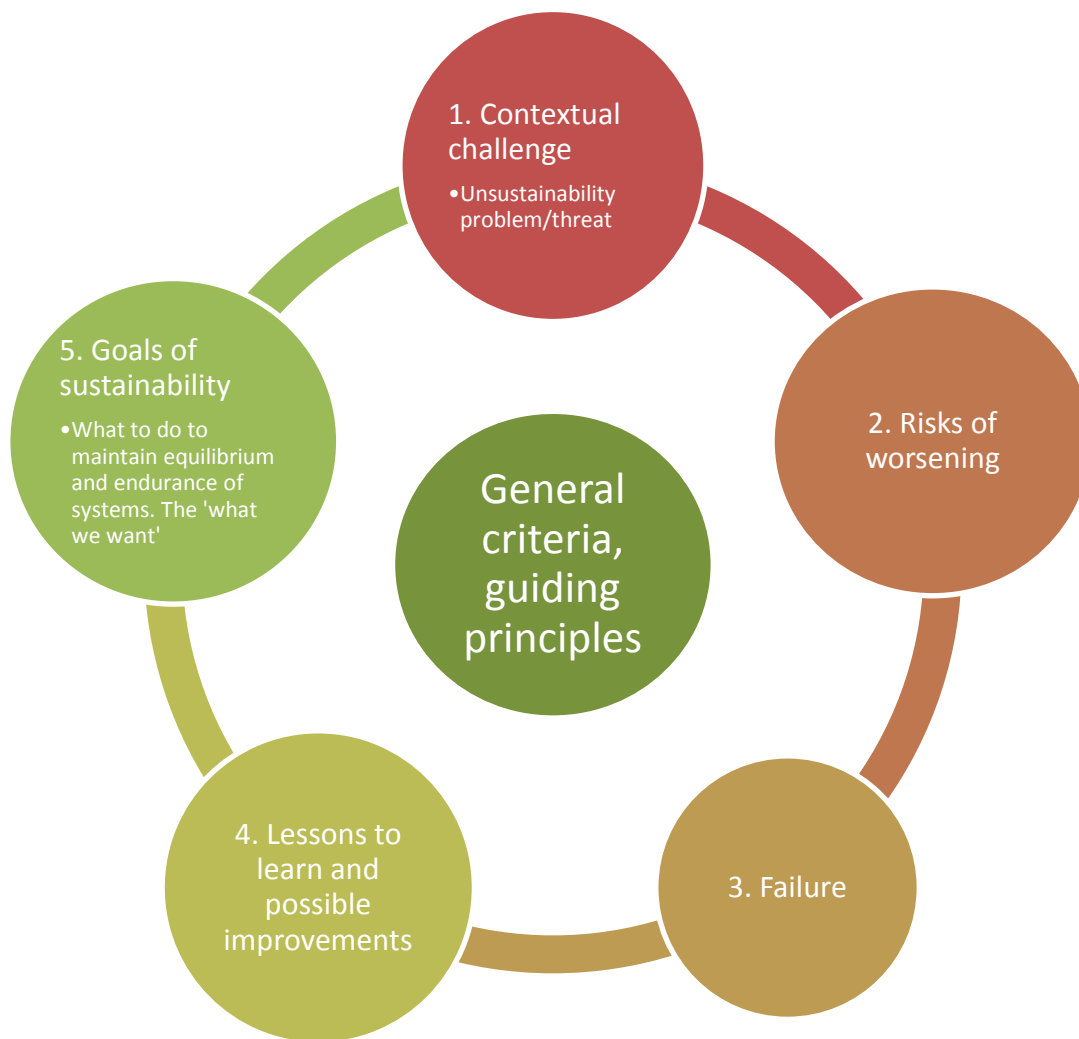 1. Contextual
challenge
•Unsustainability
problem/threat
2. Risks of
worsening
3. Failure
4. Lessons to
learn and
possible
improvements
5. Goals of
sustainability
•What to do to
maintain equilibrium
and endurance of
systems. The 'what
we want'
General
criteria,
guiding
principles